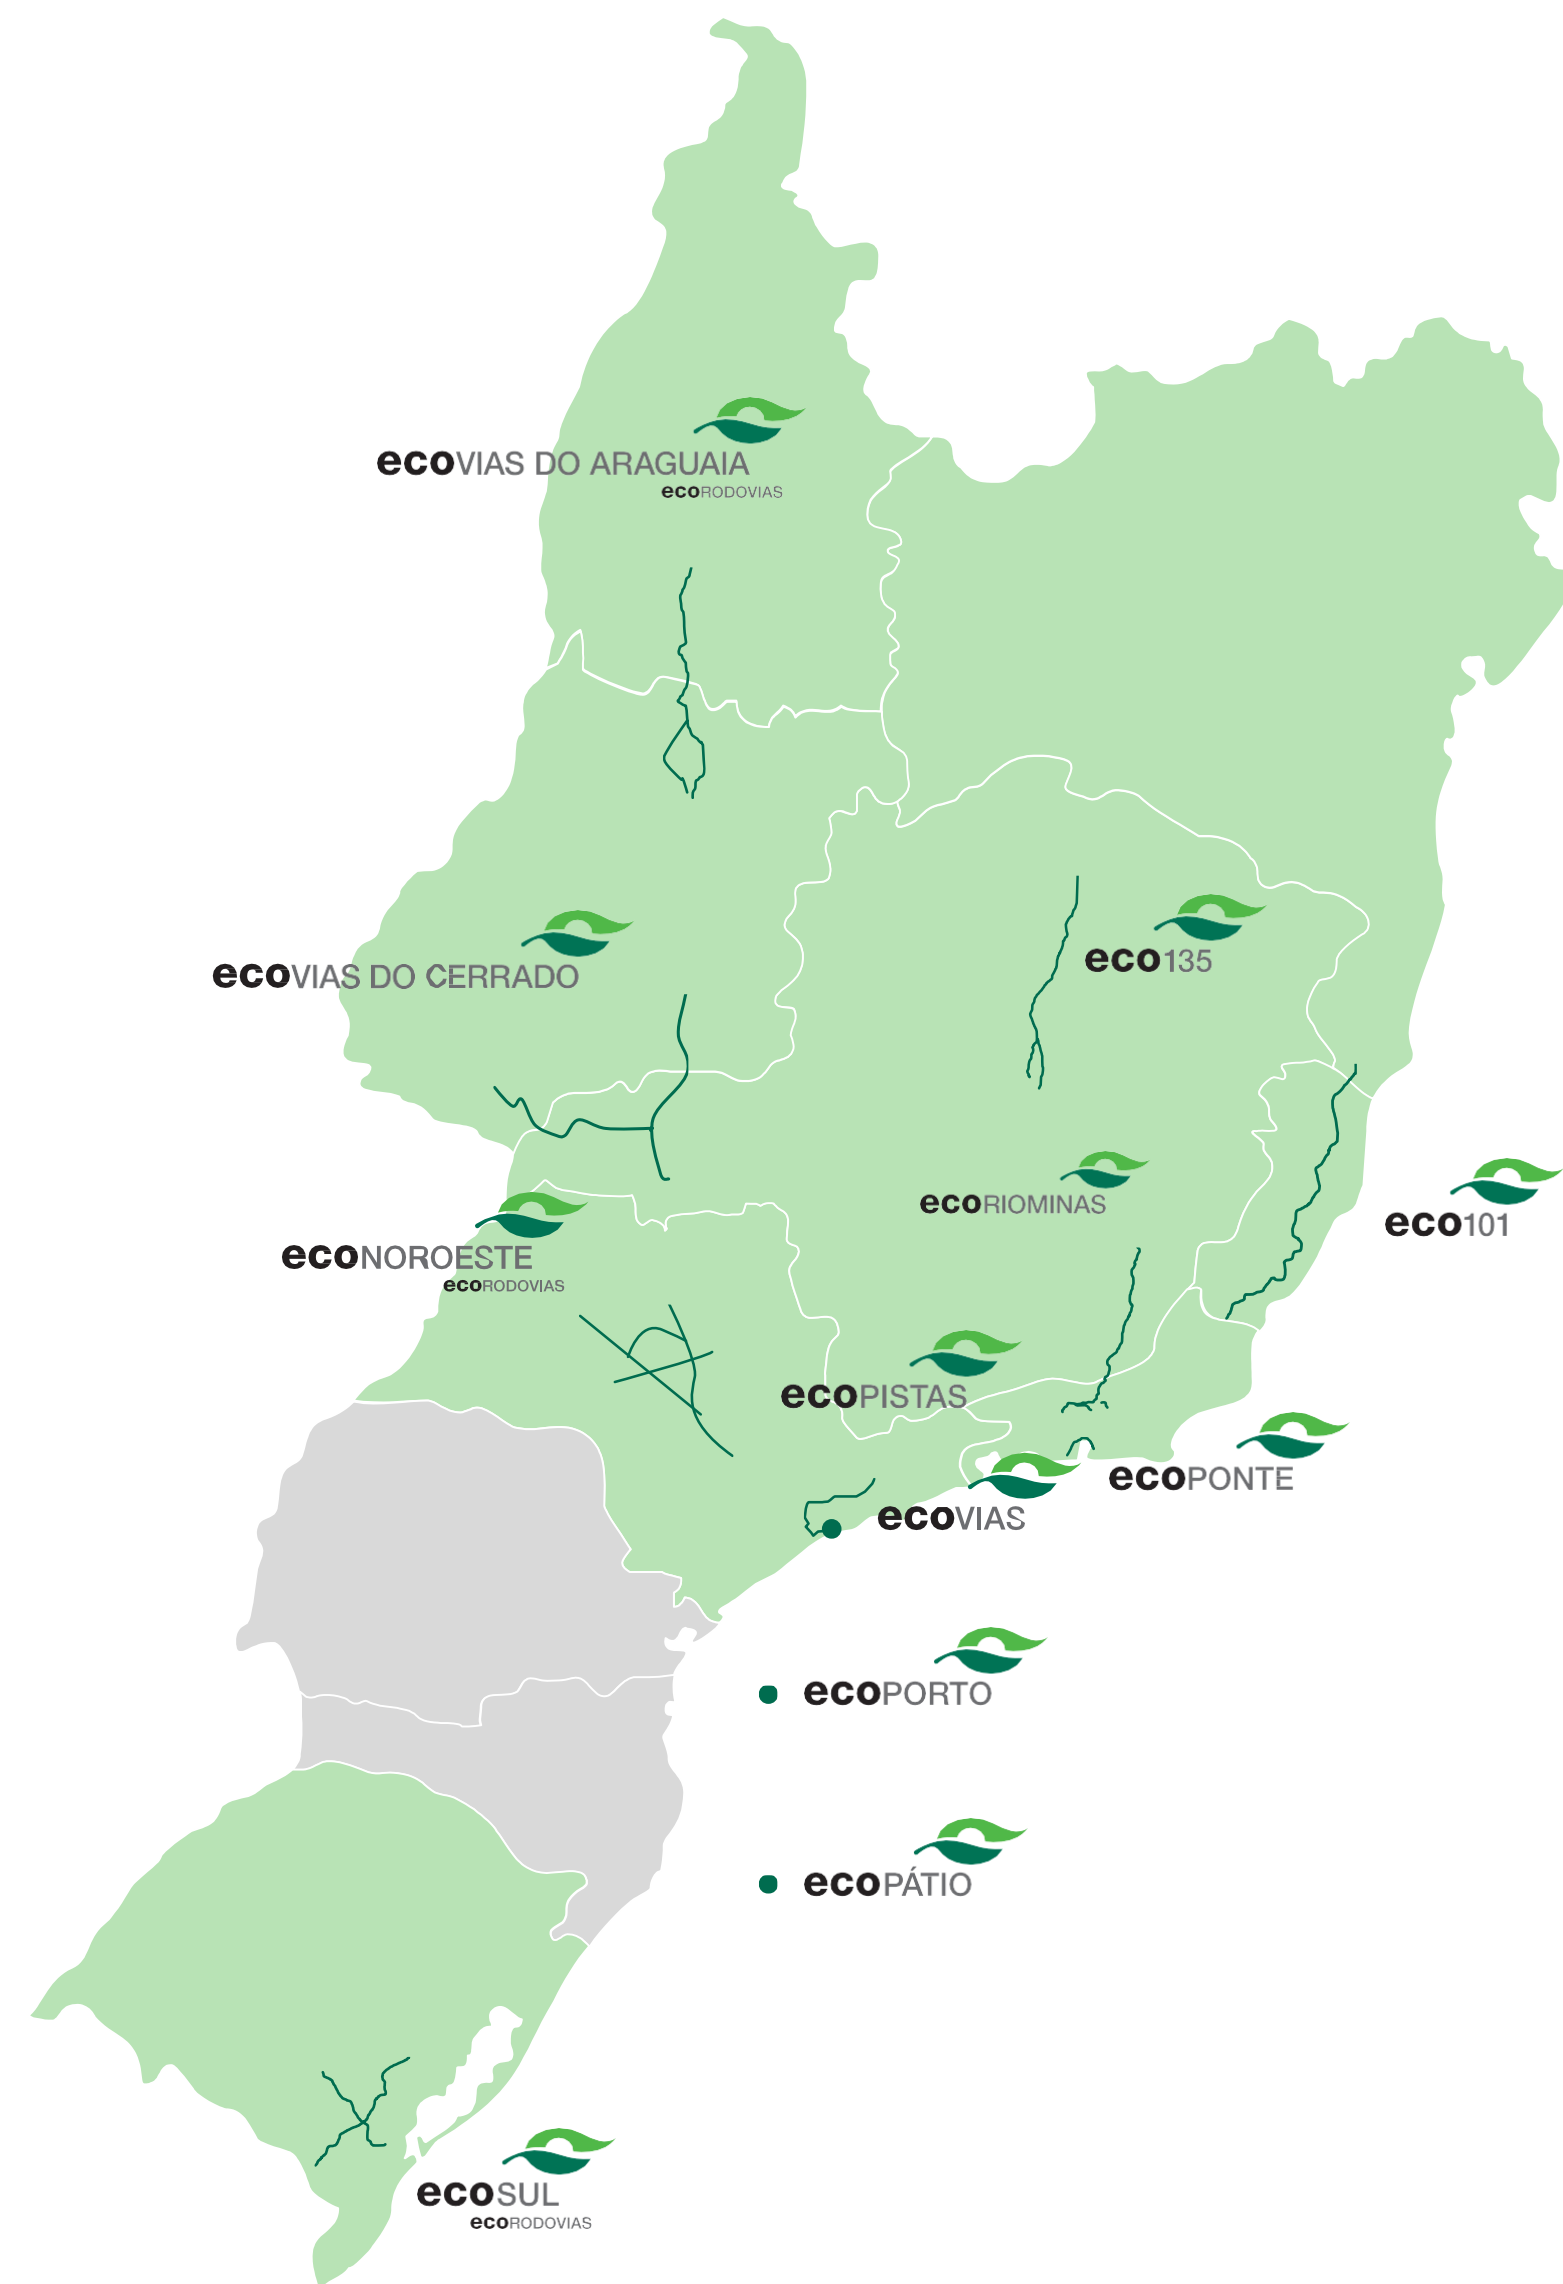 ecoVIAS DO ARAGUAIA
ecoRODOVIAS
eco135
ecoVIAS DO CERRADO
ecoRIOMINAS
eco101
ecoNOROESTE
ecoRODOVIAS
ecoPISTAS
ecoPONTE
ecoVIAS
ecoPORTO
ecoPÁTIO
ecoSUL
ecoRODOVIAS